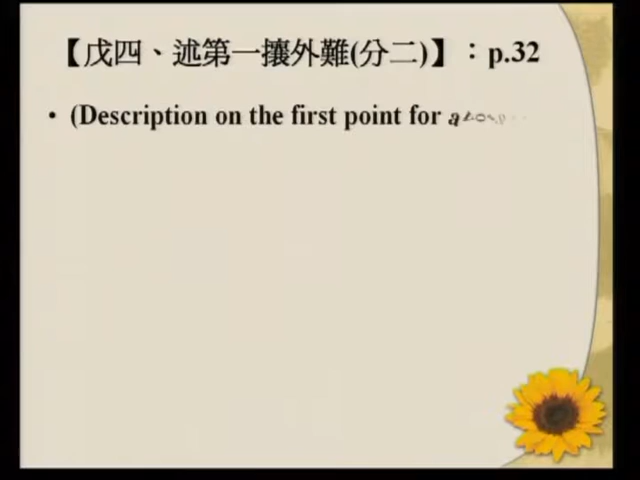 【戊四、述第一攘外難(分二)】：p.32
• (Description on the first point for